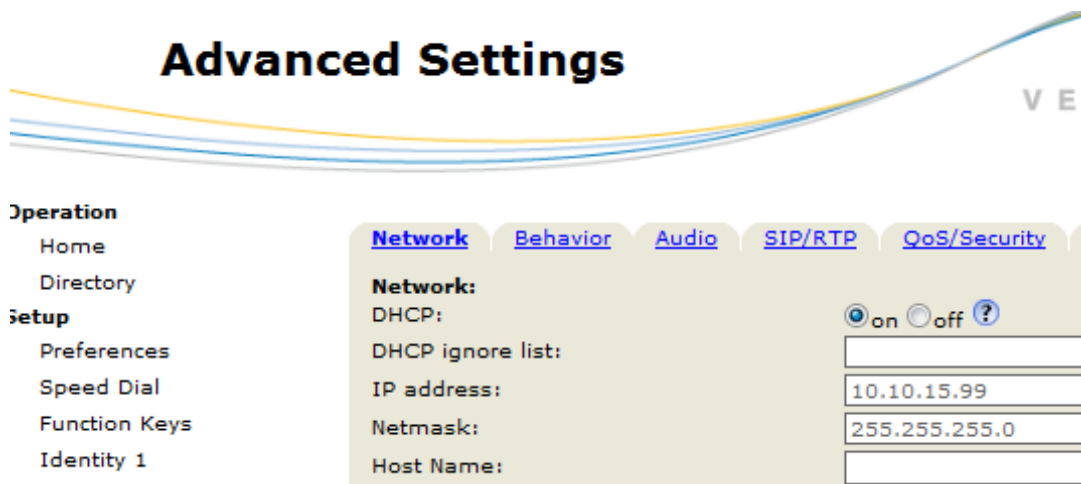 Advanced Settings
V E
Operation
Home
Directory
Setup
Preferences
Speed Dial
Function Keys
Identity 1
Network Behavior Audio SIP/RTP QoS/Security
Network:
DHCP: on off ?
DHCP ignore list:
IP address: 10.10.15.99
Netmask: 255.255.255.0
Host Name: